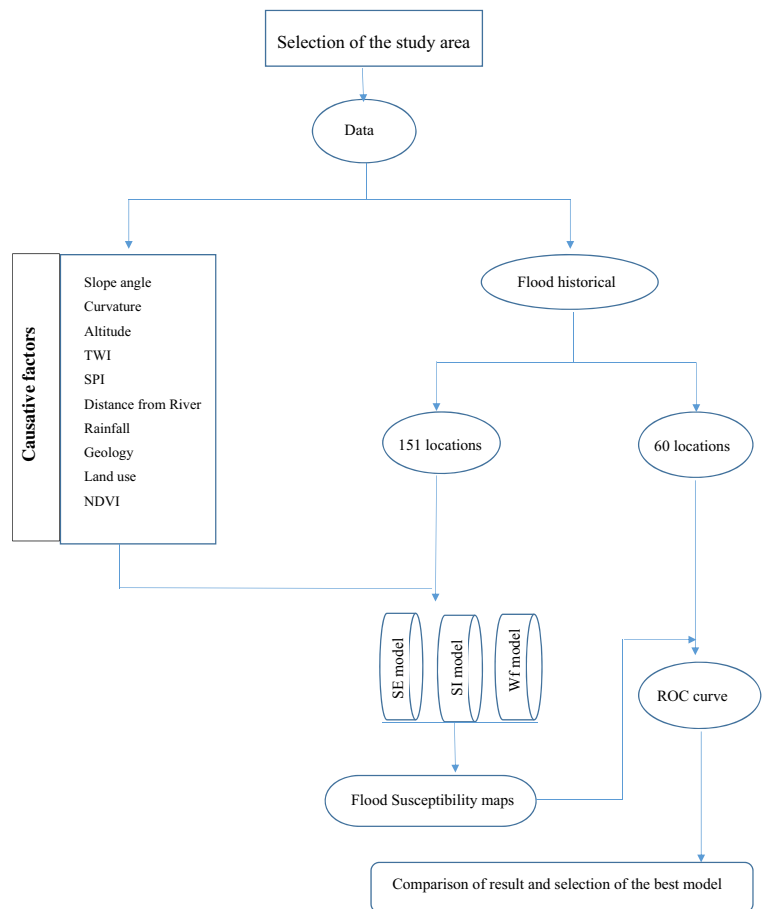 Selection of the study area
Data
Causative factors
Slope angle
Curvature
Altitude
TWI
SPI
Distance from River
Rainfall
Geology
Land use
NDVI
Flood historical
151 locations
60 locations
SE model
SI model
Wf model
ROC curve
Flood Susceptibility maps
Comparison of result and selection of the best model